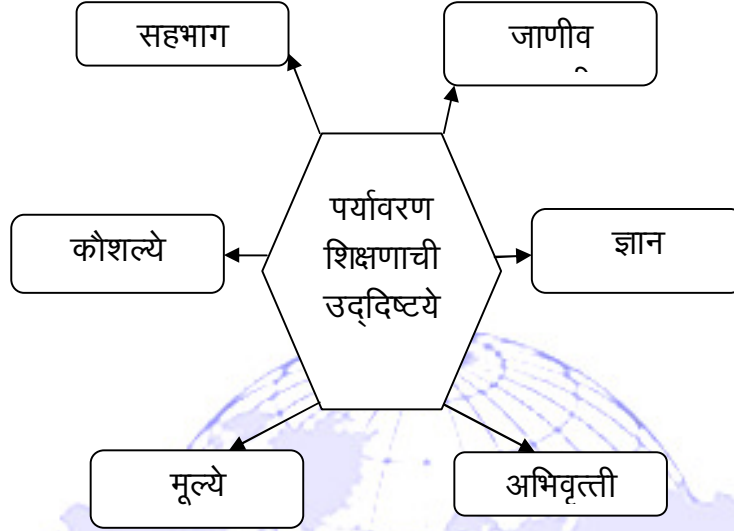 सहभाग
जाणीव
पर्यावरण
शिक्षणाची
उद्‌दिष्टये
कौशल्ये
ज्ञान
मूल्ये
अभिवृत्ती